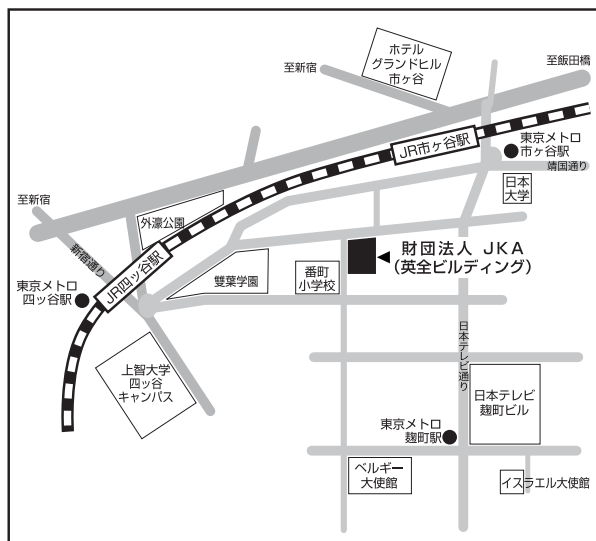 ホテル
グランドヒル
市ヶ谷
至新宿
至飯田橋
JR市ヶ谷駅
東京メトロ
市ヶ谷駅
靖国通り
日本
大学
至新宿
外濠公園
新宿通り
JR四ッ谷駅
東京メトロ
四ッ谷駅
雙葉学園
番町
小学校
財団法人 JKA
(英全ビルディング)
上智大学
四ッ谷
キャンパス
日本テレビ通り
日本テレビ
麹町ビル
東京メトロ
麹町駅
ベルギー
大使館
イスラエル大使館